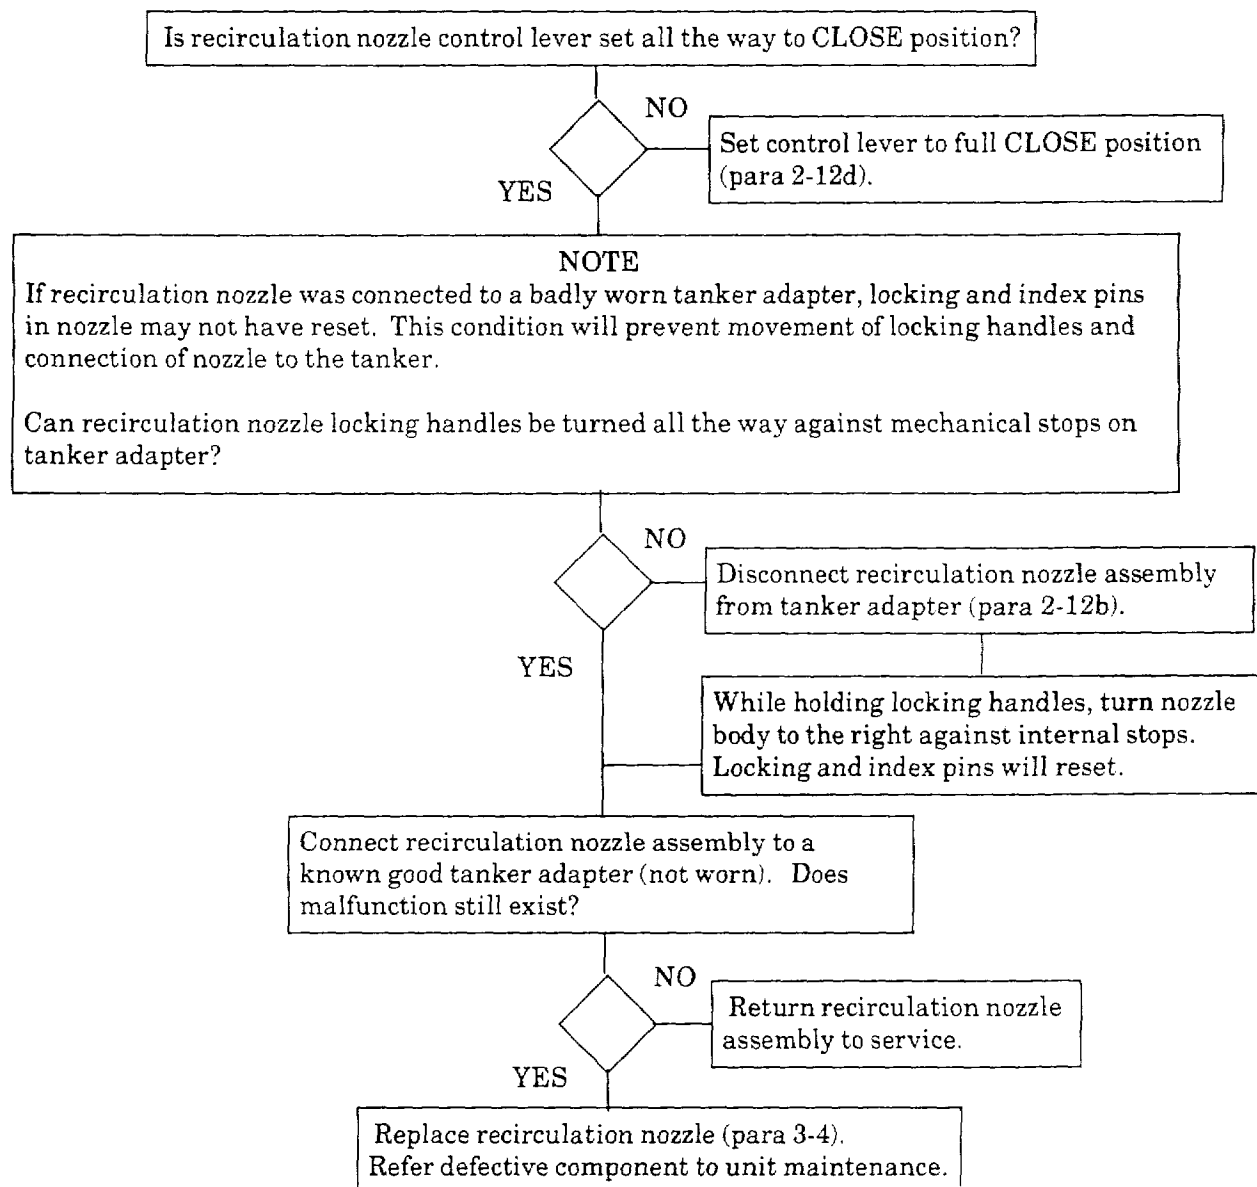 Is recirculation nozzle control lever set all the way to CLOSE position?
NO
Set control lever to full CLOSE position
(para 2-12d).
YES
NOTE
If recirculation nozzle was connected to a badly worn tanker adapter, locking and index pins
in nozzle may not have reset. This condition will prevent movement of locking handles and
connection of nozzle to the tanker.
Can recirculation nozzle locking handles be turned all the way against mechanical stops on
tanker adapter?
NO
Disconnect recirculation nozzle assembly
from tanker adapter (para 2-12b).
YES
While holding locking handles, turn nozzle
body to the right against internal stops.
Locking and index pins will reset.
Connect recirculation nozzle assembly to a
known good tanker adapter (not worn). Does
malfunction still exist?
NO
Return recirculation nozzle
assembly to service.
YES
Replace recirculation nozzle (para 3-4).
Refer defective component to unit maintenance.